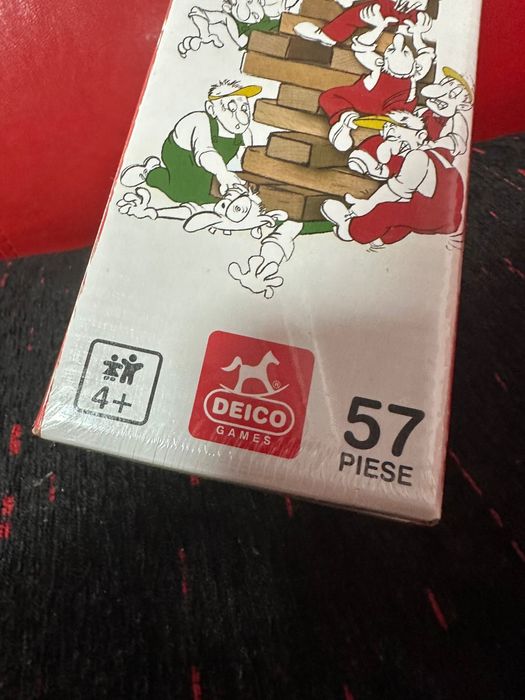 4+
DEICO
GAMES
®
57
PIESE